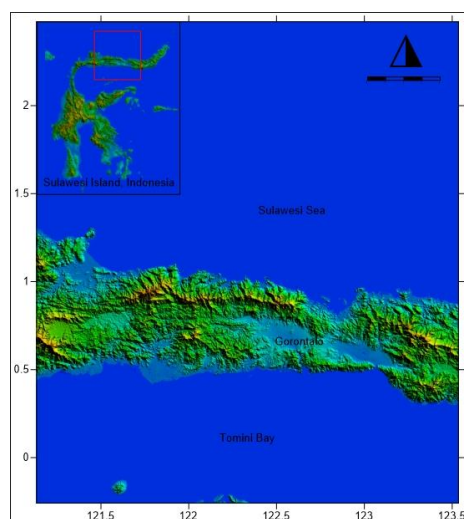 Sulawesi Island, Indonesia
2
1.5
Sulawesi Sea
1
Gorontalo
0.5
Tomini Bay
0
121.5 122 122.5 123 123.5